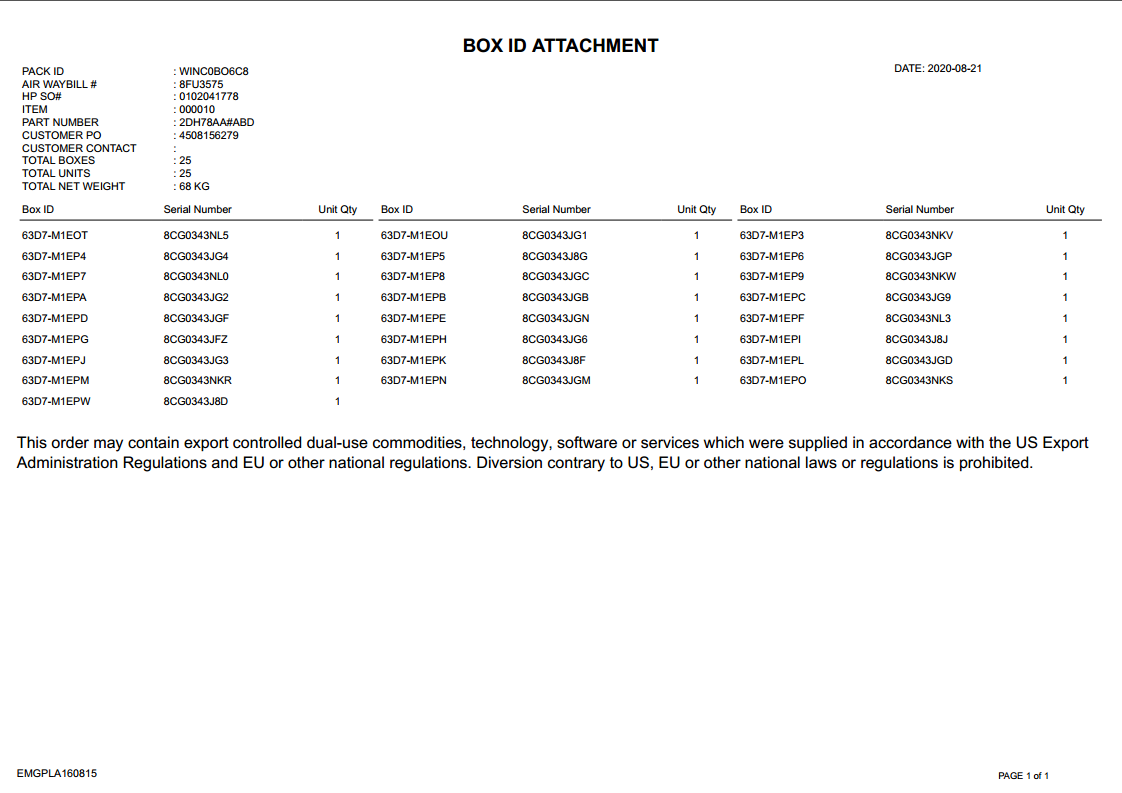 BOX ID ATTACHMENT
DATE: 2020-08-21
PACK ID : WINC0BO6C8
AIR WAYBILL # : 8FU3575
HP SO# : 0102041778
ITEM : 000010
PART NUMBER : 2DH78AA#ABD
CUSTOMER PO : 4508156279
CUSTOMER CONTACT :
TOTAL BOXES : 25
TOTAL UNITS : 25
TOTAL NET WEIGHT : 68 KG
Box ID Serial Number Unit Qty Box ID Serial Number Unit Qty Box ID Serial Number Unit Qty
63D7-M1EOT 8CG0343NL5 1 63D7-M1EOU 8CG0343JG1 1 63D7-M1EP3 8CG0343NKV 1
63D7-M1EP4 8CG0343JG4 1 63D7-M1EP5 8CG0343J8G 1 63D7-M1EP6 8CG0343JGP 1
63D7-M1EP7 8CG0343NL0 1 63D7-M1EP8 8CG0343JGC 1 63D7-M1EP9 8CG0343NKW 1
63D7-M1EPA 8CG0343JG2 1 63D7-M1EPB 8CG0343JGB 1 63D7-M1EPC 8CG0343JG9 1
63D7-M1EPD 8CG0343JGF 1 63D7-M1EPE 8CG0343JGN 1 63D7-M1EPF 8CG0343NL3 1
63D7-M1EPG 8CG0343JFZ 1 63D7-M1EPH 8CG0343JG6 1 63D7-M1EPI 8CG0343J8J 1
63D7-M1EPJ 8CG0343JG3 1 63D7-M1EPK 8CG0343J8F 1 63D7-M1EPL 8CG0343JGD 1
63D7-M1EPM 8CG0343NKR 1 63D7-M1EPN 8CG0343JGM 1 63D7-M1EPO 8CG0343NKS 1
63D7-M1EPW 8CG0343J8D 1
This order may contain export controlled dual-use commodities, technology, software or services which were supplied in accordance with the US Export
Administration Regulations and EU or other national regulations. Diversion contrary to US, EU or other national laws or regulations is prohibited.
EMGPLA160815
PAGE 1 of 1